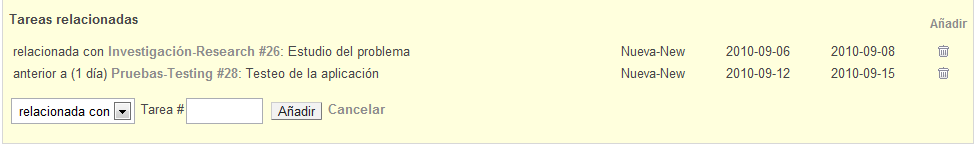 Tareas relacionadas Añadir
relacionada con Investigación-Research #26: Estudio del problema Nueva-New 2010-09-06 2010-09-08
anterior a (1 día) Pruebas-Testing #28: Testeo de la aplicación Nueva-New 2010-09-12 2010-09-15
relacionada con Tarea # Añadir Cancelar